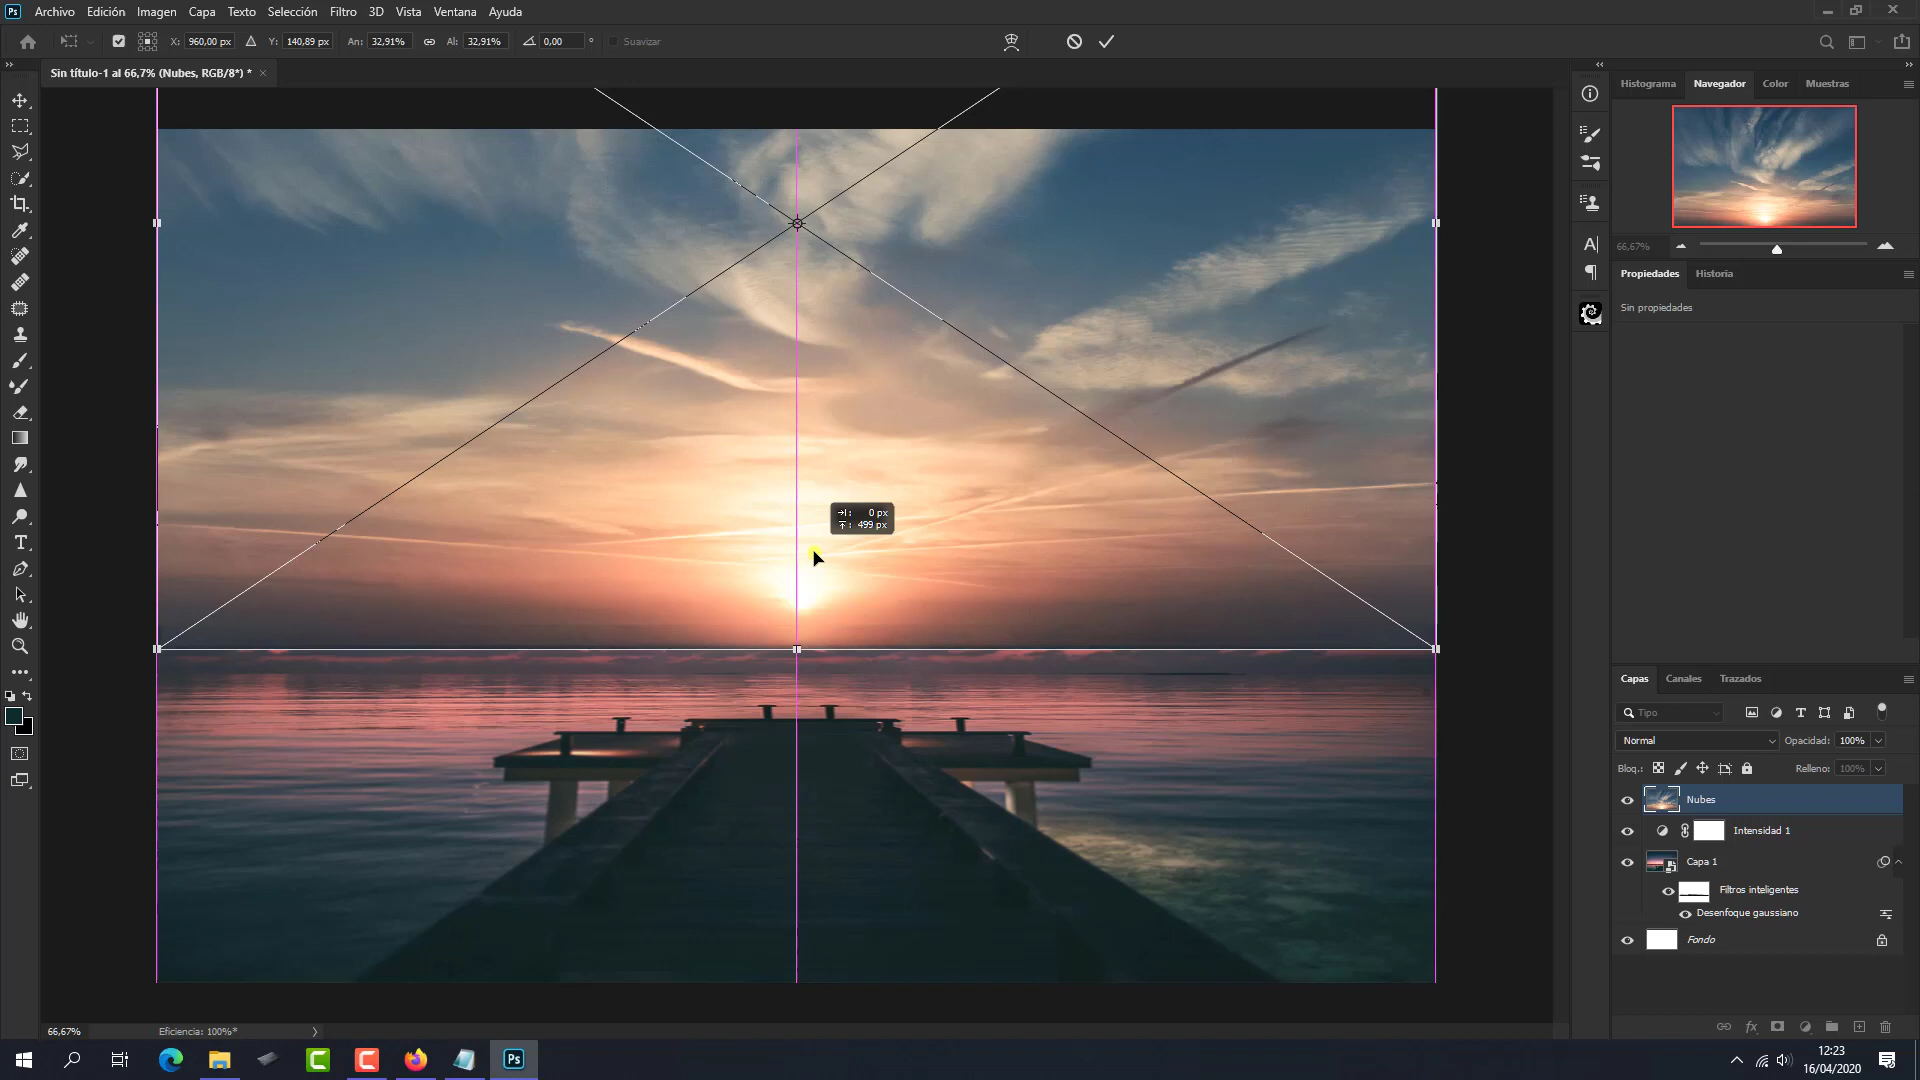 Ps Archivo Edición Imagen Capa Texto Selección Filtro 3D Vista Ventana Ayuda
X: 960,00 px Y: 140,89 px An: 32,91% Al: 32,91% 0,00 ° Suavizar
Sin título-1 al 66,7% (Nubes, RGB/8*) * ×
Histograma Navegador Color Muestras
66,67%
Propiedades Historia
Sin propiedades
→I: 0 px
499 px
Capas Canales Trazados
Tipo
Normal Opacidad: 100%
Bloq.: Relleno: 100%
Nubes
Intensidad 1
Capa 1
Filtros inteligentes
Desenfoque gaussiano
Fondo
66,67% Eficiencia: 100%*
Ps
12:23
16/04/2020